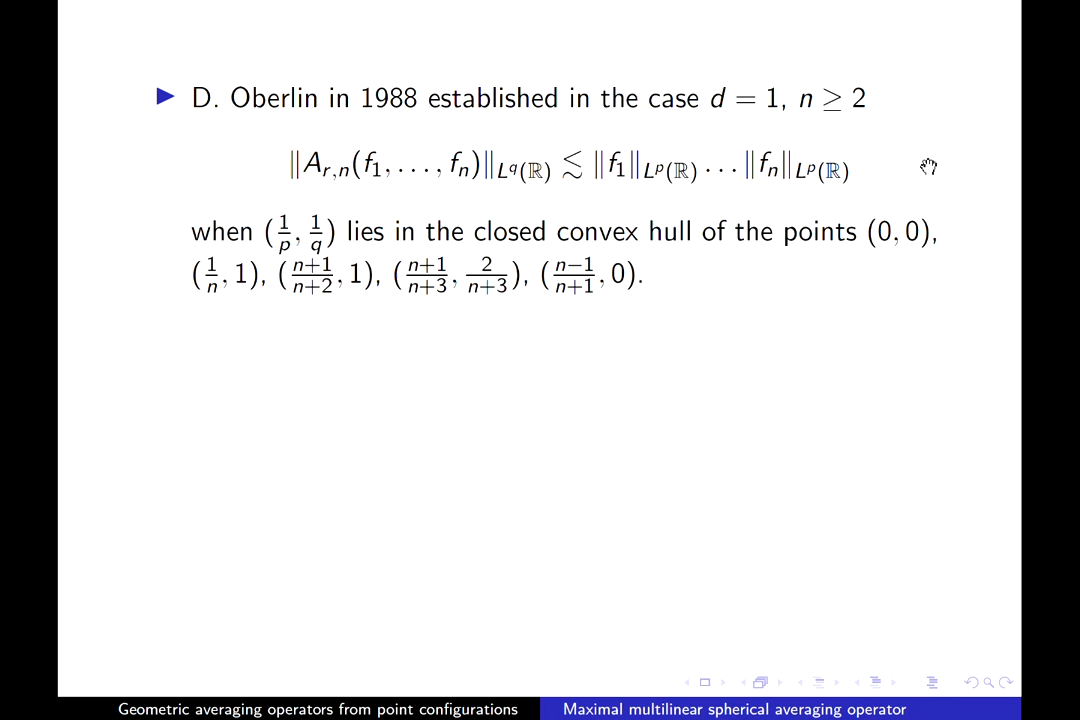 ▶ D. Oberlin in 1988 established in the case d = 1, n ≥ 2
‖A_{r,n}(f_1, . . . , f_n)‖_{L^q(ℝ)} ≲ ‖f_1‖_{L^p(ℝ)} . . . ‖f_n‖_{L^p(ℝ)}
when (1/p, 1/q) lies in the closed convex hull of the points (0, 0),
(1/n, 1), (n+1/n+2, 1), (n+1/n+3, 2/n+3), (n−1/n+1, 0).
Geometric averaging operators from point configurations Maximal multilinear spherical averaging operator